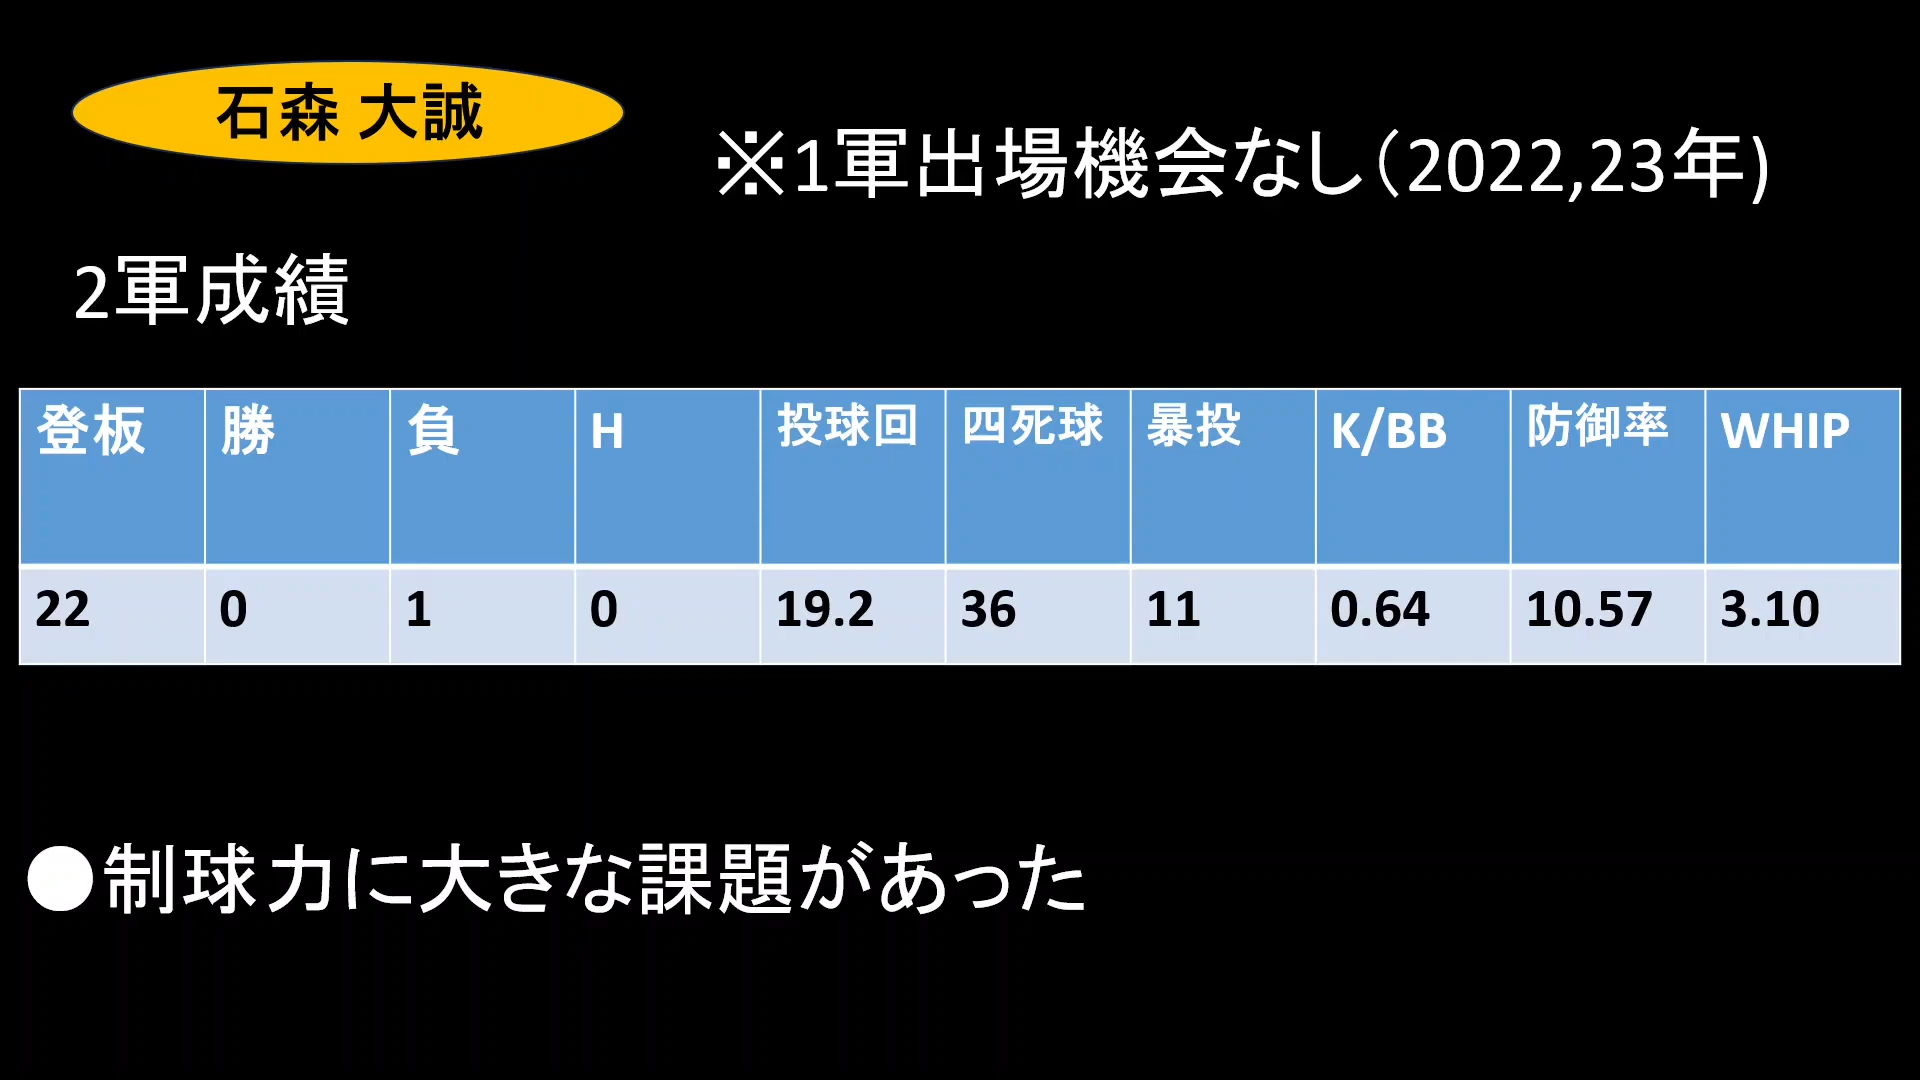 石森 大誠
※1軍出場機会なし（2022,23年)
2軍成績
登板 勝 負 H 投球回 四死球 暴投 K/BB 防御率 WHIP
22 0 1 0 19.2 36 11 0.64 10.57 3.10
●制球力に大きな課題があった